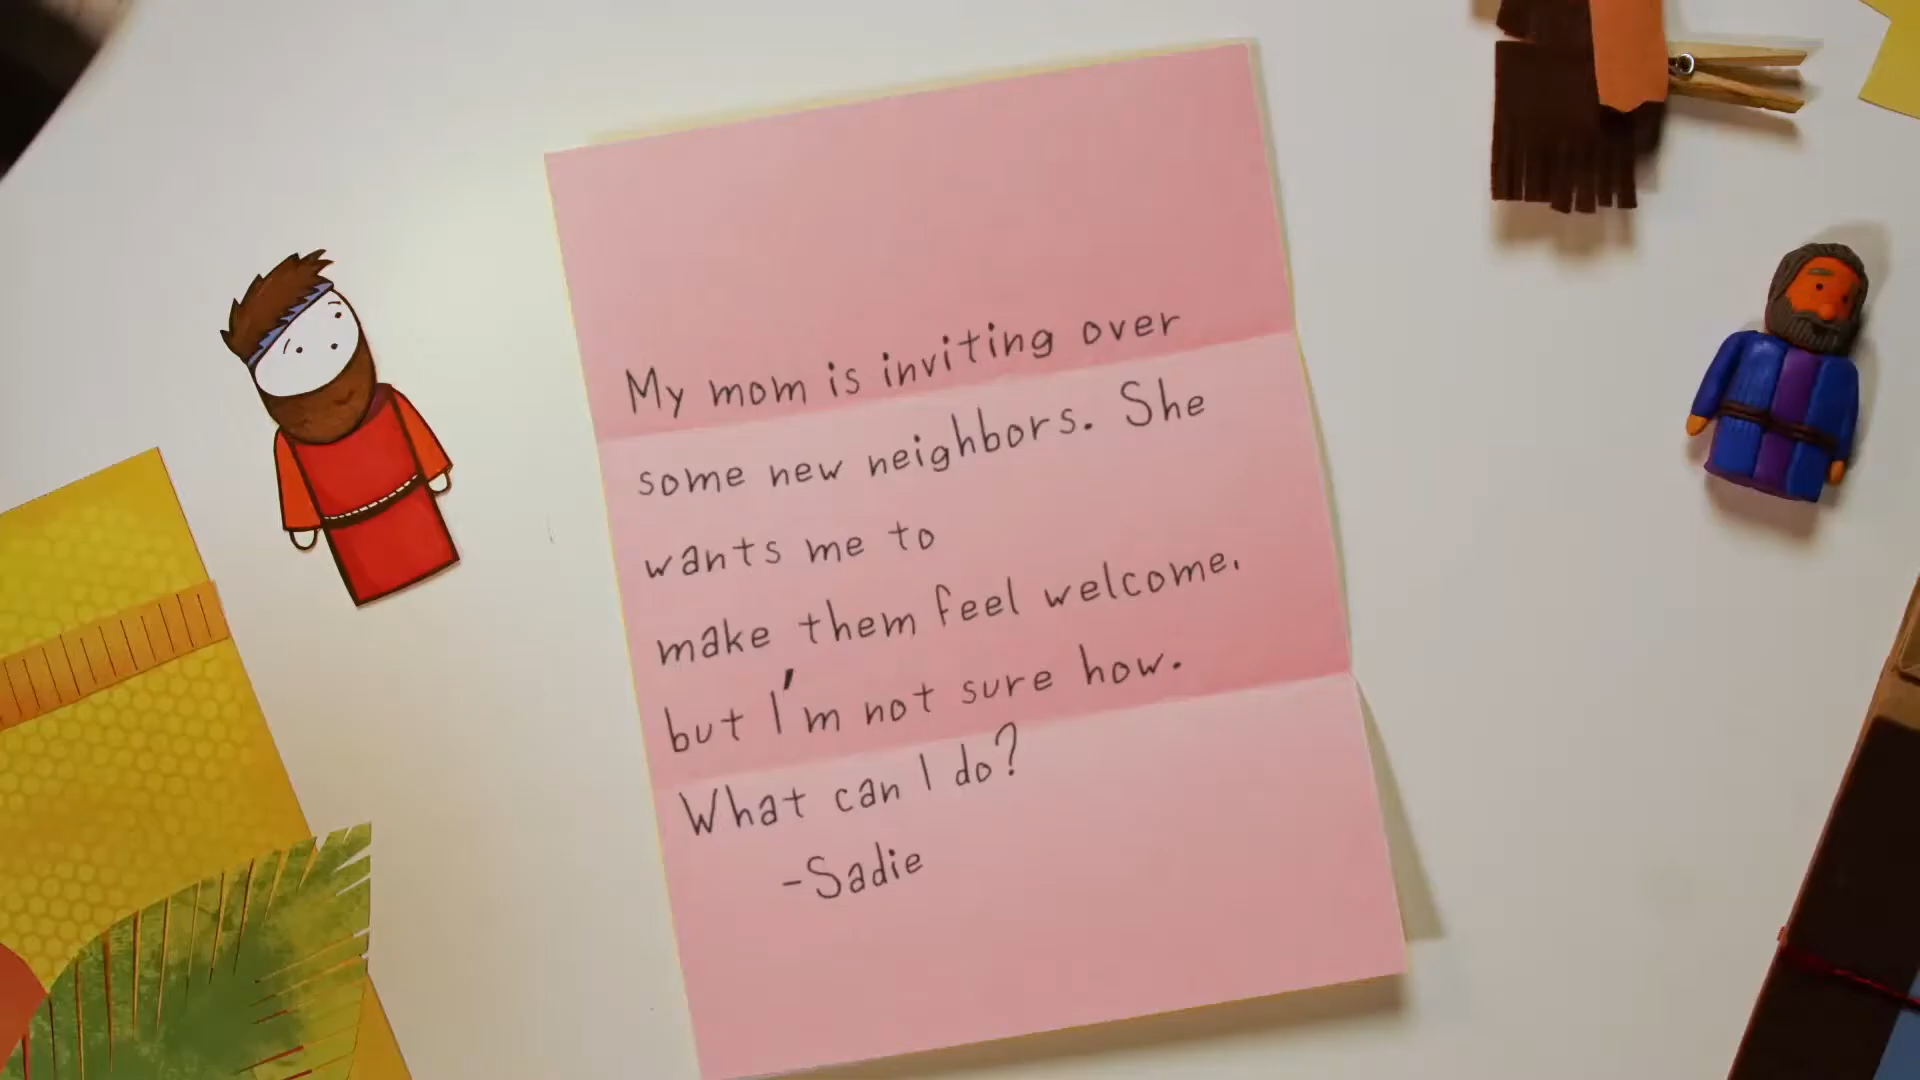 My mom is inviting over
some new neighbors. She
wants me to
make them feel welcome.
but I'm not sure how.
What can I do?
-Sadie